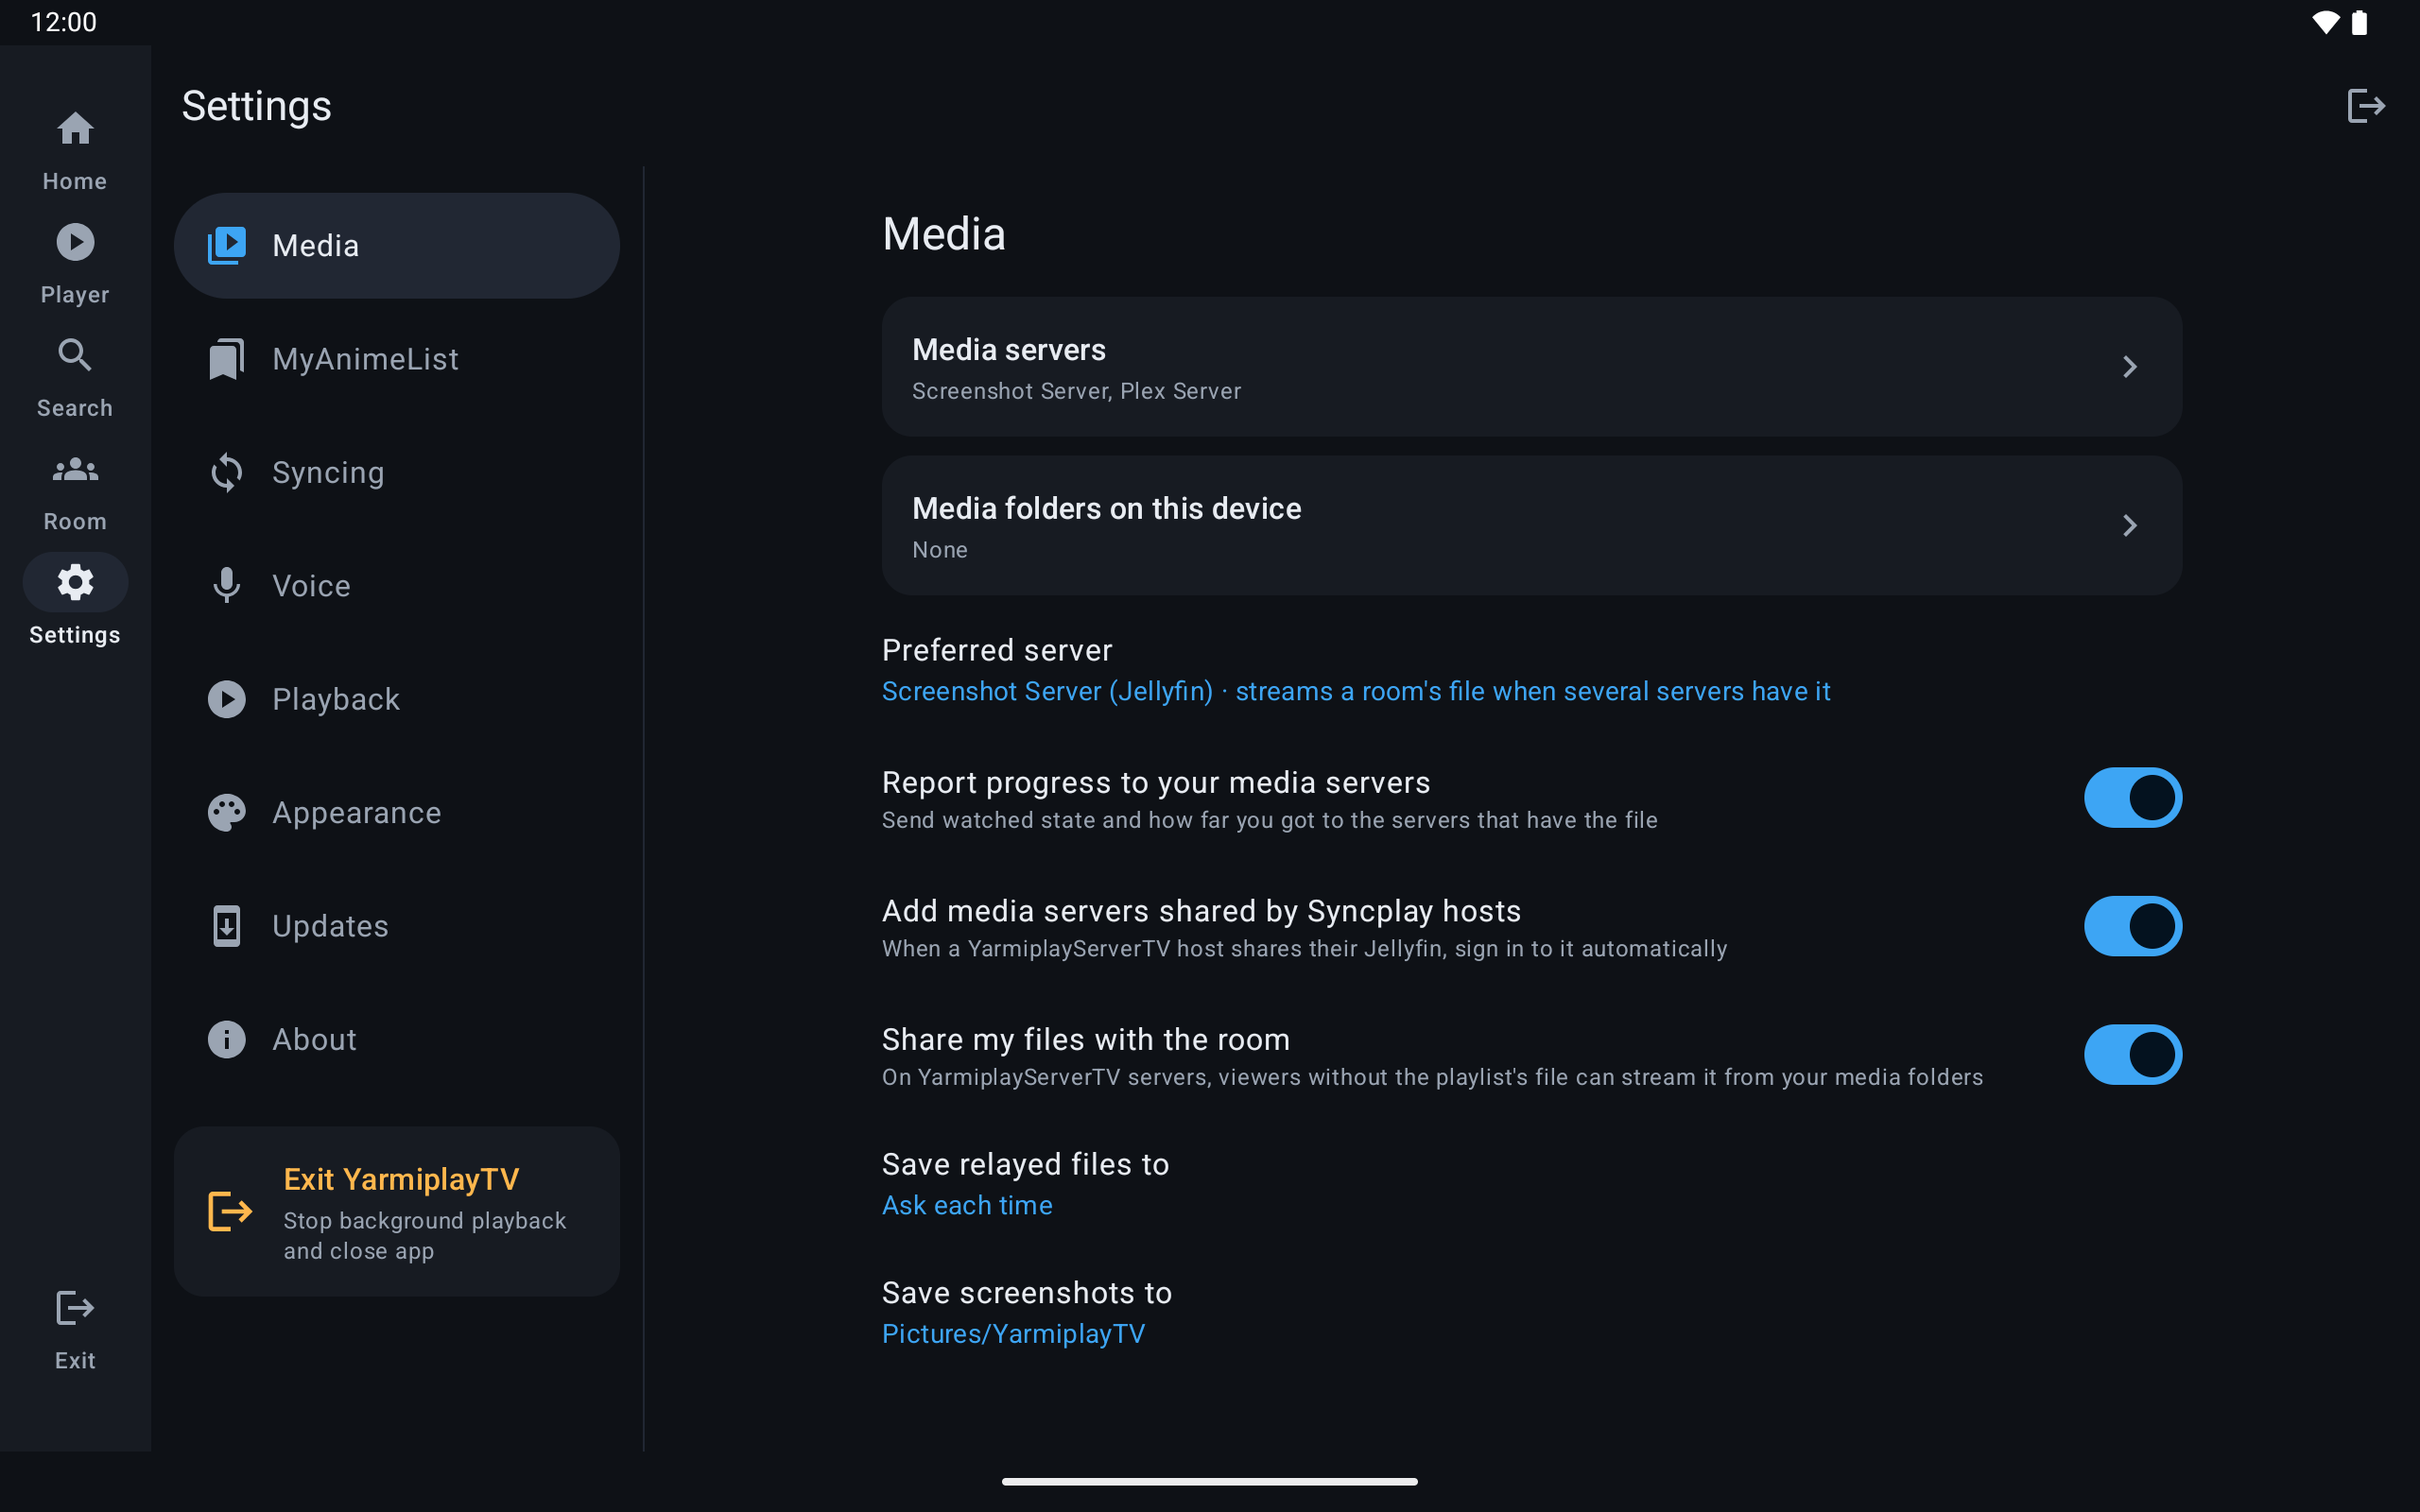 12:00
Settings
Home
Player
Search
Room
Settings
Exit
Media
MyAnimeList
Syncing
Voice
Playback
Appearance
Updates
About
Exit YarmiplayTV
Stop background playback
and close app
Media
Media servers
Screenshot Server, Plex Server
Media folders on this device
None
Preferred server
Screenshot Server (Jellyfin) · streams a room's file when several servers have it
Report progress to your media servers
Send watched state and how far you got to the servers that have the file
Add media servers shared by Syncplay hosts
When a YarmiplayServerTV host shares their Jellyfin, sign in to it automatically
Share my files with the room
On YarmiplayServerTV servers, viewers without the playlist's file can stream it from your media folders
Save relayed files to
Ask each time
Save screenshots to
Pictures/YarmiplayTV